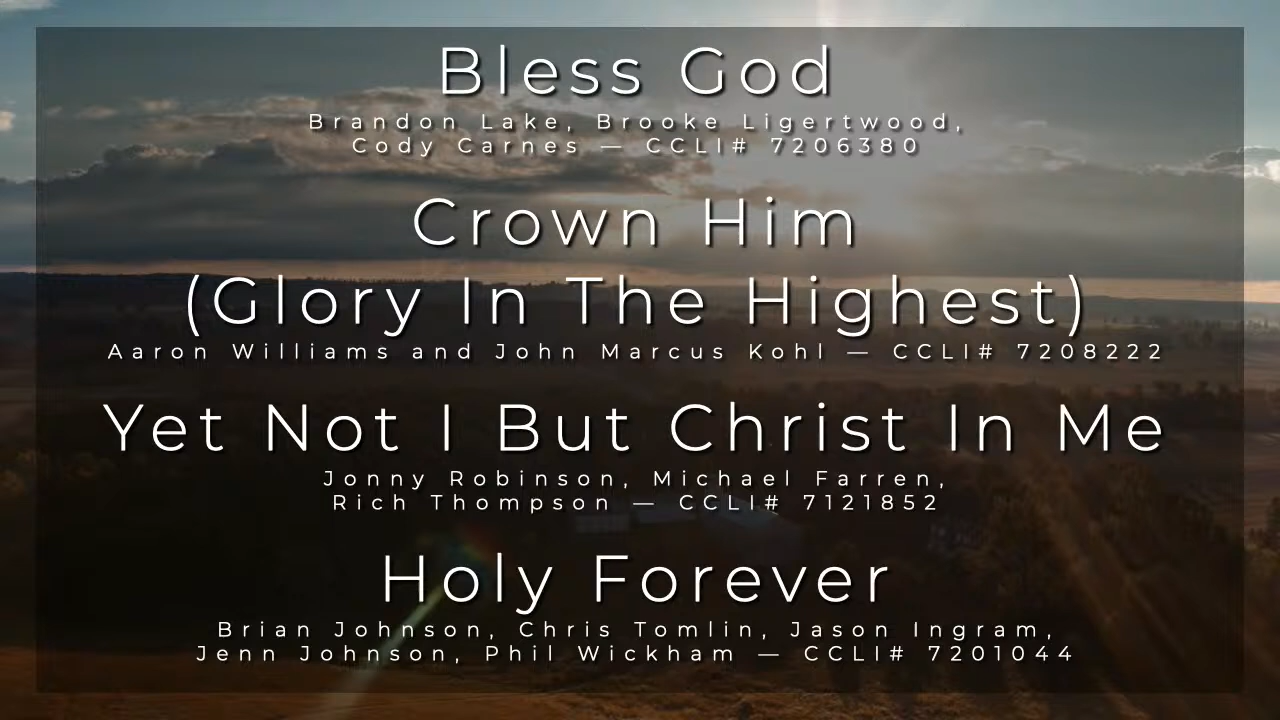 Bless God
Brandon Lake, Brooke Ligertwood,
Cody Carnes — CCLI# 7206380
Crown Him
(Glory In The Highest)
Aaron Williams and John Marcus Kohl — CCLI# 7208222
Yet Not I But Christ In Me
Jonny Robinson, Michael Farren,
Rich Thompson — CCLI# 7121852
Holy Forever
Brian Johnson, Chris Tomlin, Jason Ingram,
Jenn Johnson, Phil Wickham — CCLI# 7201044